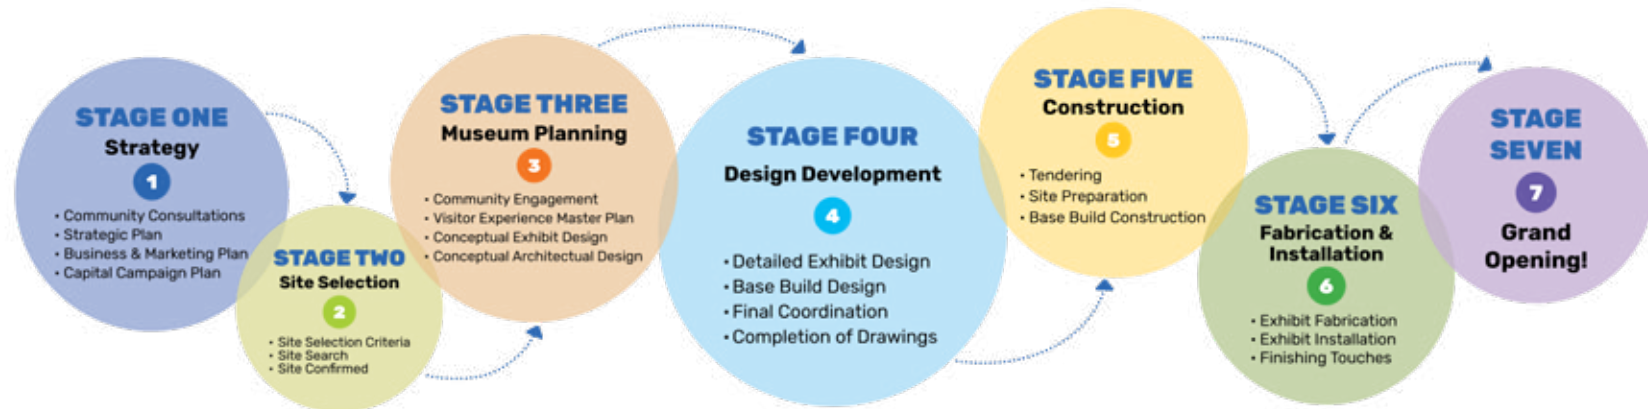 STAGE ONE
Strategy
1
• Community Consultations
• Strategic Plan
• Business & Marketing Plan
• Capital Campaign Plan
STAGE TWO
Site Selection
2
• Site Selection Criteria
• Site Search
• Site Confirmed
STAGE THREE
Museum Planning
3
• Community Engagement
• Visitor Experience Master Plan
• Conceptual Exhibit Design
• Conceptual Architectual Design
STAGE FOUR
Design Development
4
• Detailed Exhibit Design
• Base Build Design
• Final Coordination
• Completion of Drawings
STAGE FIVE
Construction
5
• Tendering
• Site Preparation
• Base Build Construction
STAGE SIX
Fabrication &
Installation
6
• Exhibit Fabrication
• Exhibit Installation
• Finishing Touches
STAGE
SEVEN
7
Grand
Opening!